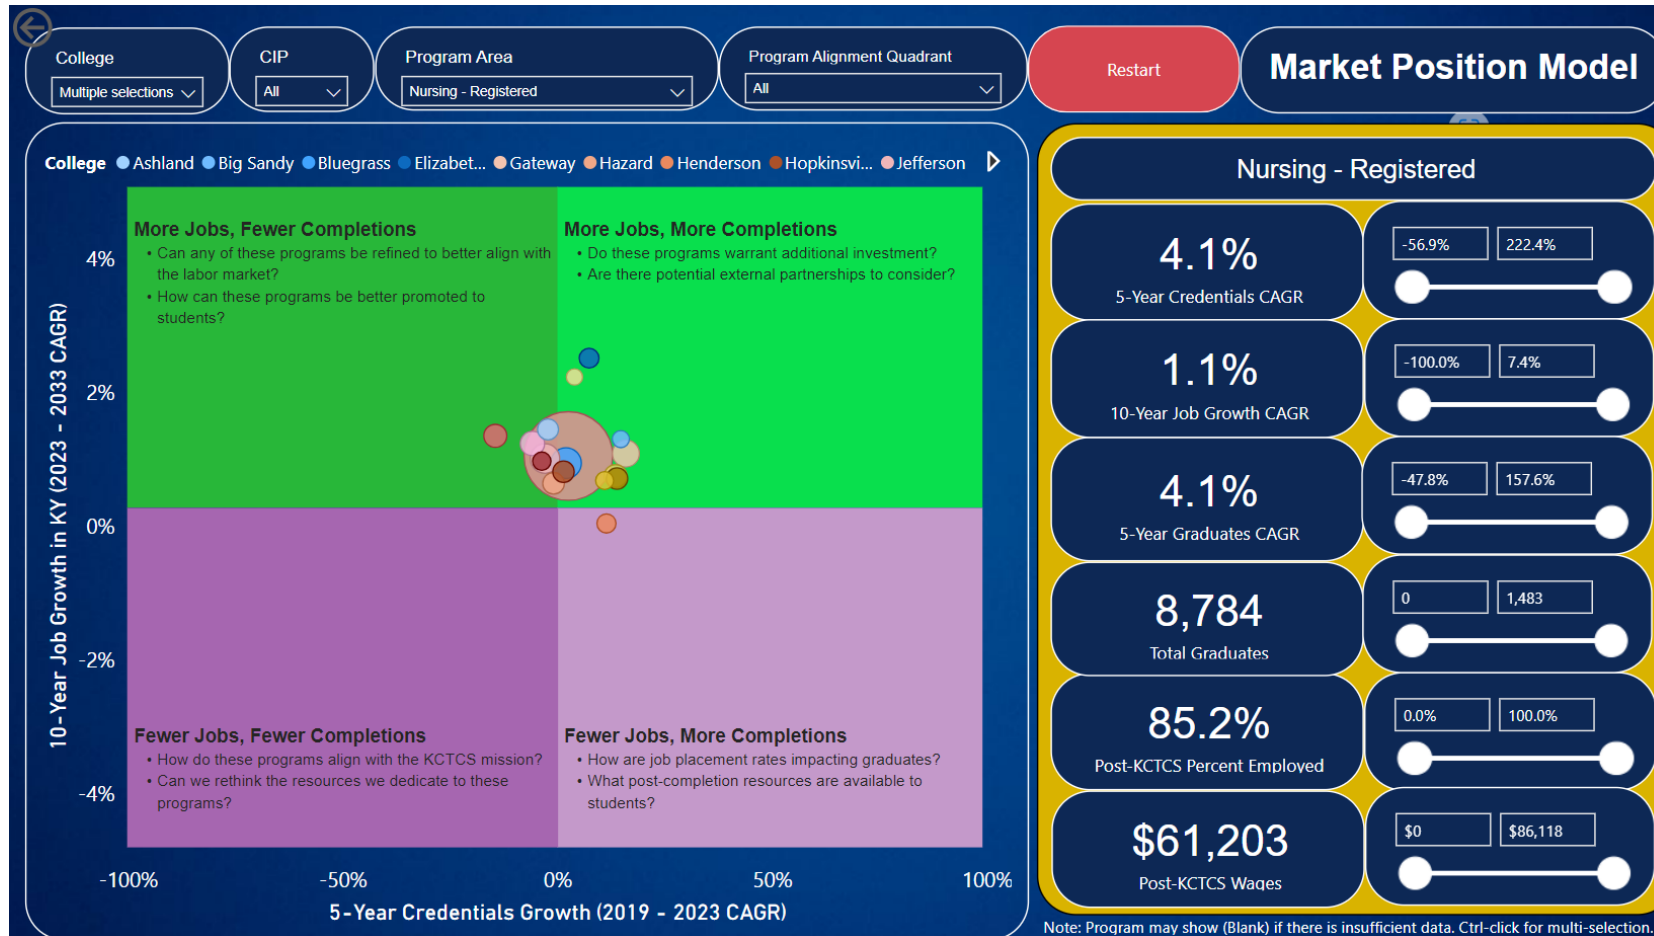 College
Multiple selections
CIP
All
Program Area
Nursing - Registered
Program Alignment Quadrant
All
Restart
Market Position Model
College Ashland Big Sandy Bluegrass Elizabet... Gateway Hazard Henderson Hopkinsvi... Jefferson
More Jobs, Fewer Completions
• Can any of these programs be refined to better align with
the labor market?
• How can these programs be better promoted to
students?
More Jobs, More Completions
• Do these programs warrant additional investment?
• Are there potential external partnerships to consider?
Fewer Jobs, Fewer Completions
• How do these programs align with the KCTCS mission?
• Can we rethink the resources we dedicate to these
programs?
Fewer Jobs, More Completions
• How are job placement rates impacting graduates?
• What post-completion resources are available to
students?
10-Year Job Growth in KY (2023 - 2033 CAGR)
4%
2%
0%
-2%
-4%
-100%
-50%
0%
50%
100%
5-Year Credentials Growth (2019 - 2023 CAGR)
Nursing - Registered
4.1%
5-Year Credentials CAGR
-56.9%
222.4%
1.1%
10-Year Job Growth CAGR
-100.0%
7.4%
4.1%
5-Year Graduates CAGR
-47.8%
157.6%
8,784
Total Graduates
0
1,483
85.2%
Post-KCTCS Percent Employed
0.0%
100.0%
$61,203
Post-KCTCS Wages
$0
$86,118
Note: Program may show (Blank) if there is insufficient data. Ctrl-click for multi-selection.